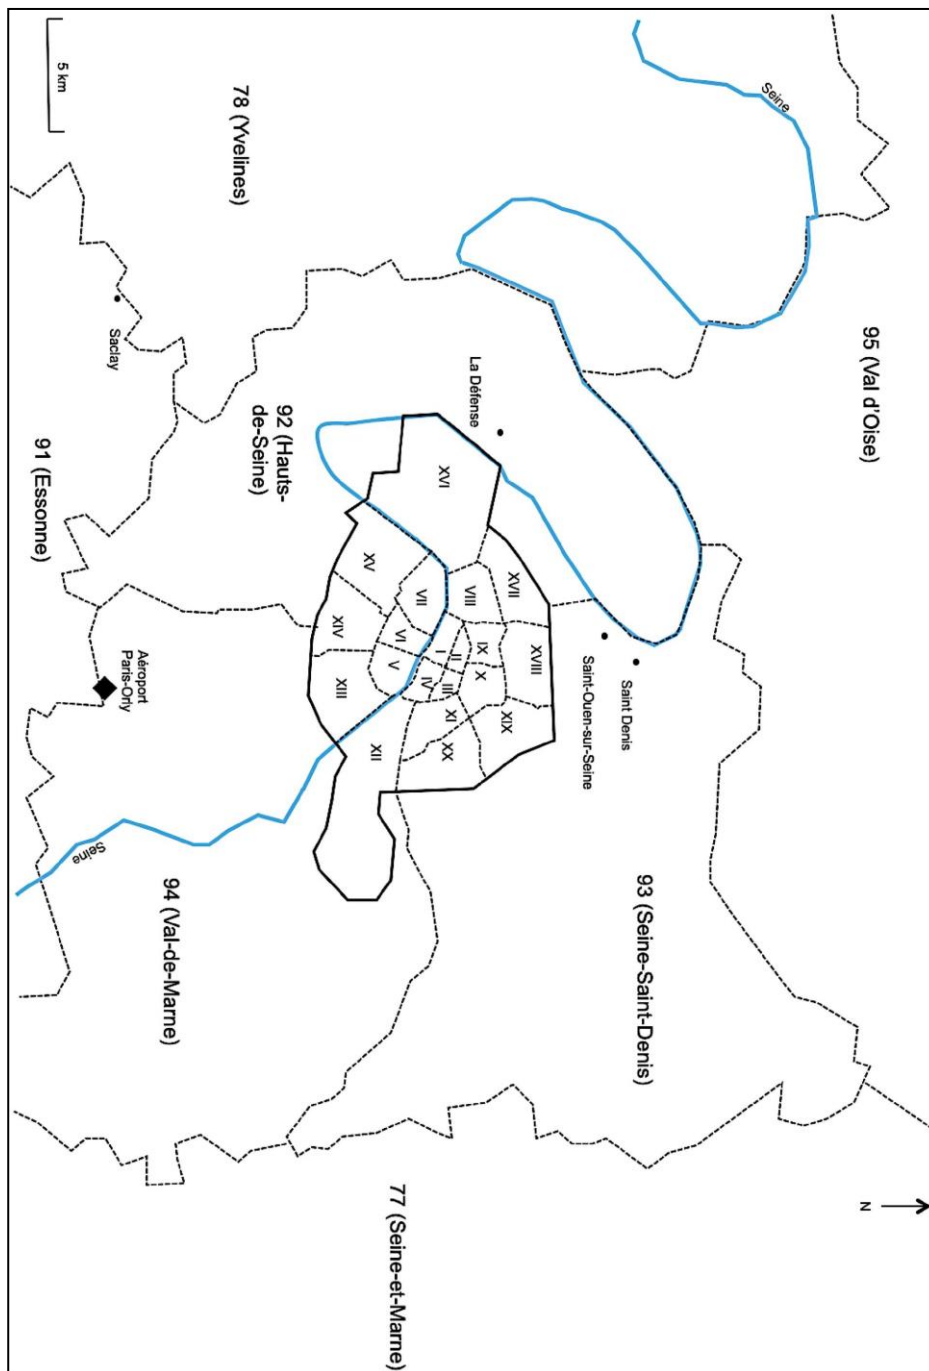 N
95 (Val d'Oise)
Seine
93 (Seine-Saint-Denis)
Saint Denis
Saint-Ouen-sur-Seine
XVIII
XVII
XIX
IX
X
La Défense
VIII
II
XI
III
XVI
I
XX
IV
VII
VI
V
77 (Seine-et-Marne)
XII
XV
XIV
XIII
92 (Hauts-
de-Seine)
78 (Yvelines)
94 (Val-de-Marne)
Aéroport
Paris-Orly
Saclay
Seine
5 km
91 (Essonne)